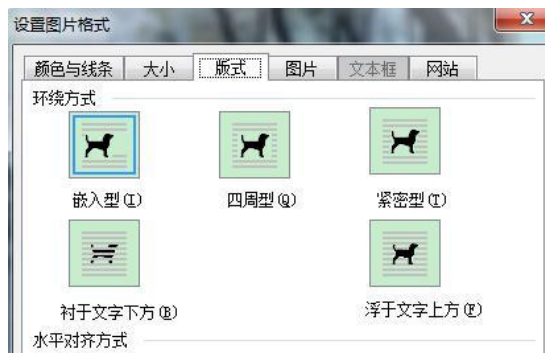 设置图片格式
颜色与线条 大小 版式 图片 文本框 网站
环绕方式
嵌入型(I) 四周型(Q) 紧密型(T)
衬于文字下方(B) 浮于文字上方(F)
水平对齐方式